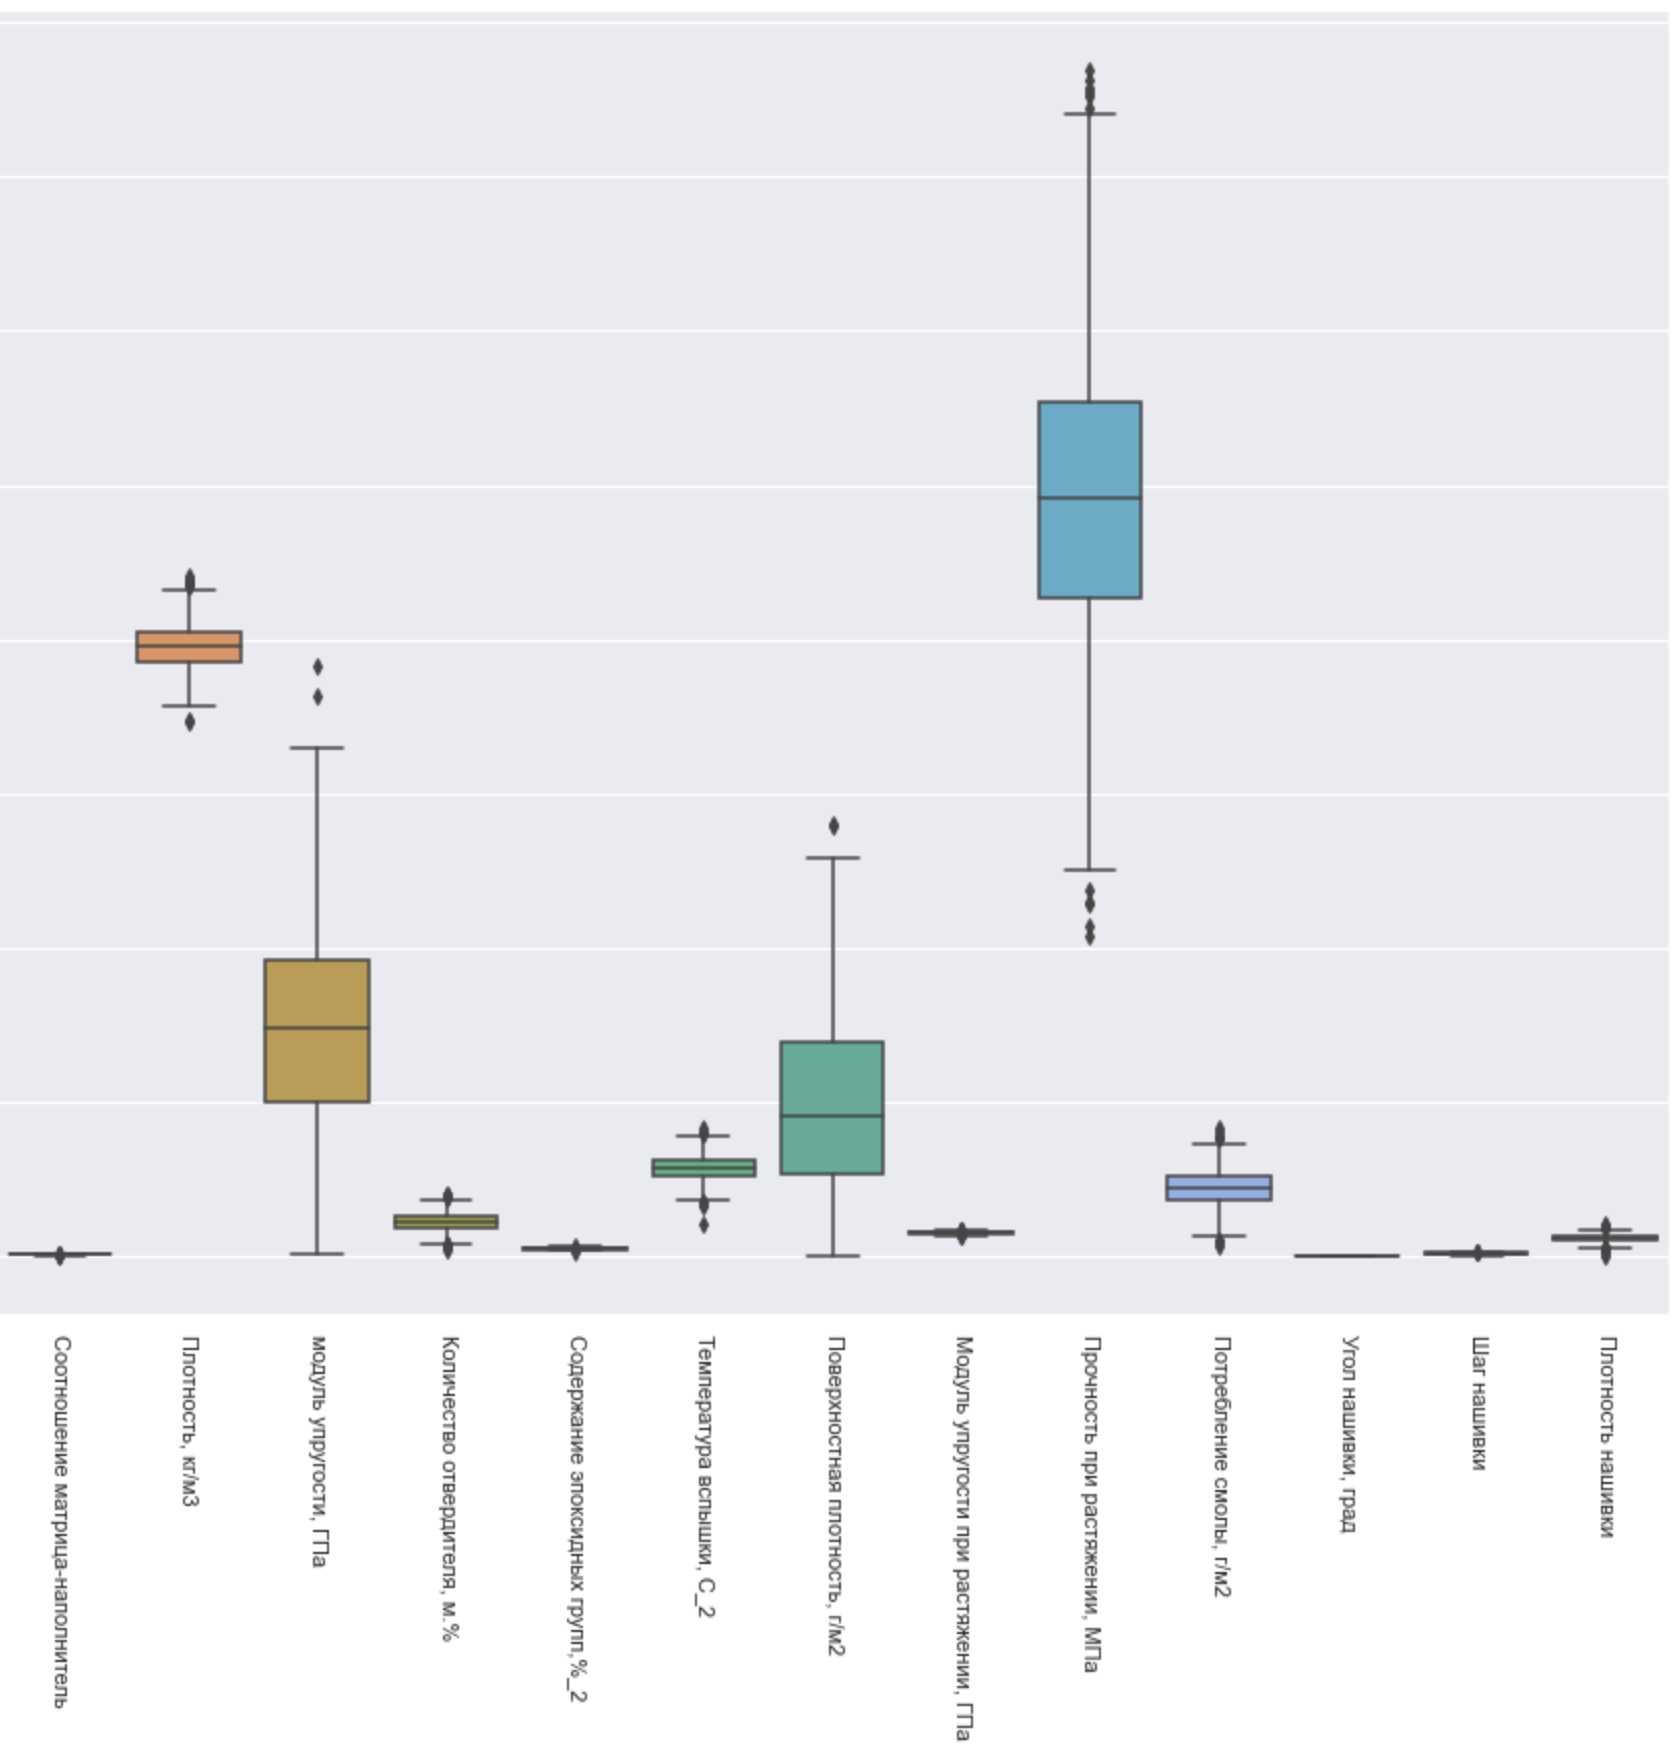 Соотношение матрица-наполнитель
Плотность, кг/м3
модуль упругости, ГПа
Количество отвердителя, м.%
Содержание эпоксидных групп,%_2
Температура вспышки, С_2
Поверхностная плотность, г/м2
Модуль упругости при растяжении, ГПа
Прочность при растяжении, МПа
Потребление смолы, г/м2
Угол нашивки, град
Шаг нашивки
Плотность нашивки